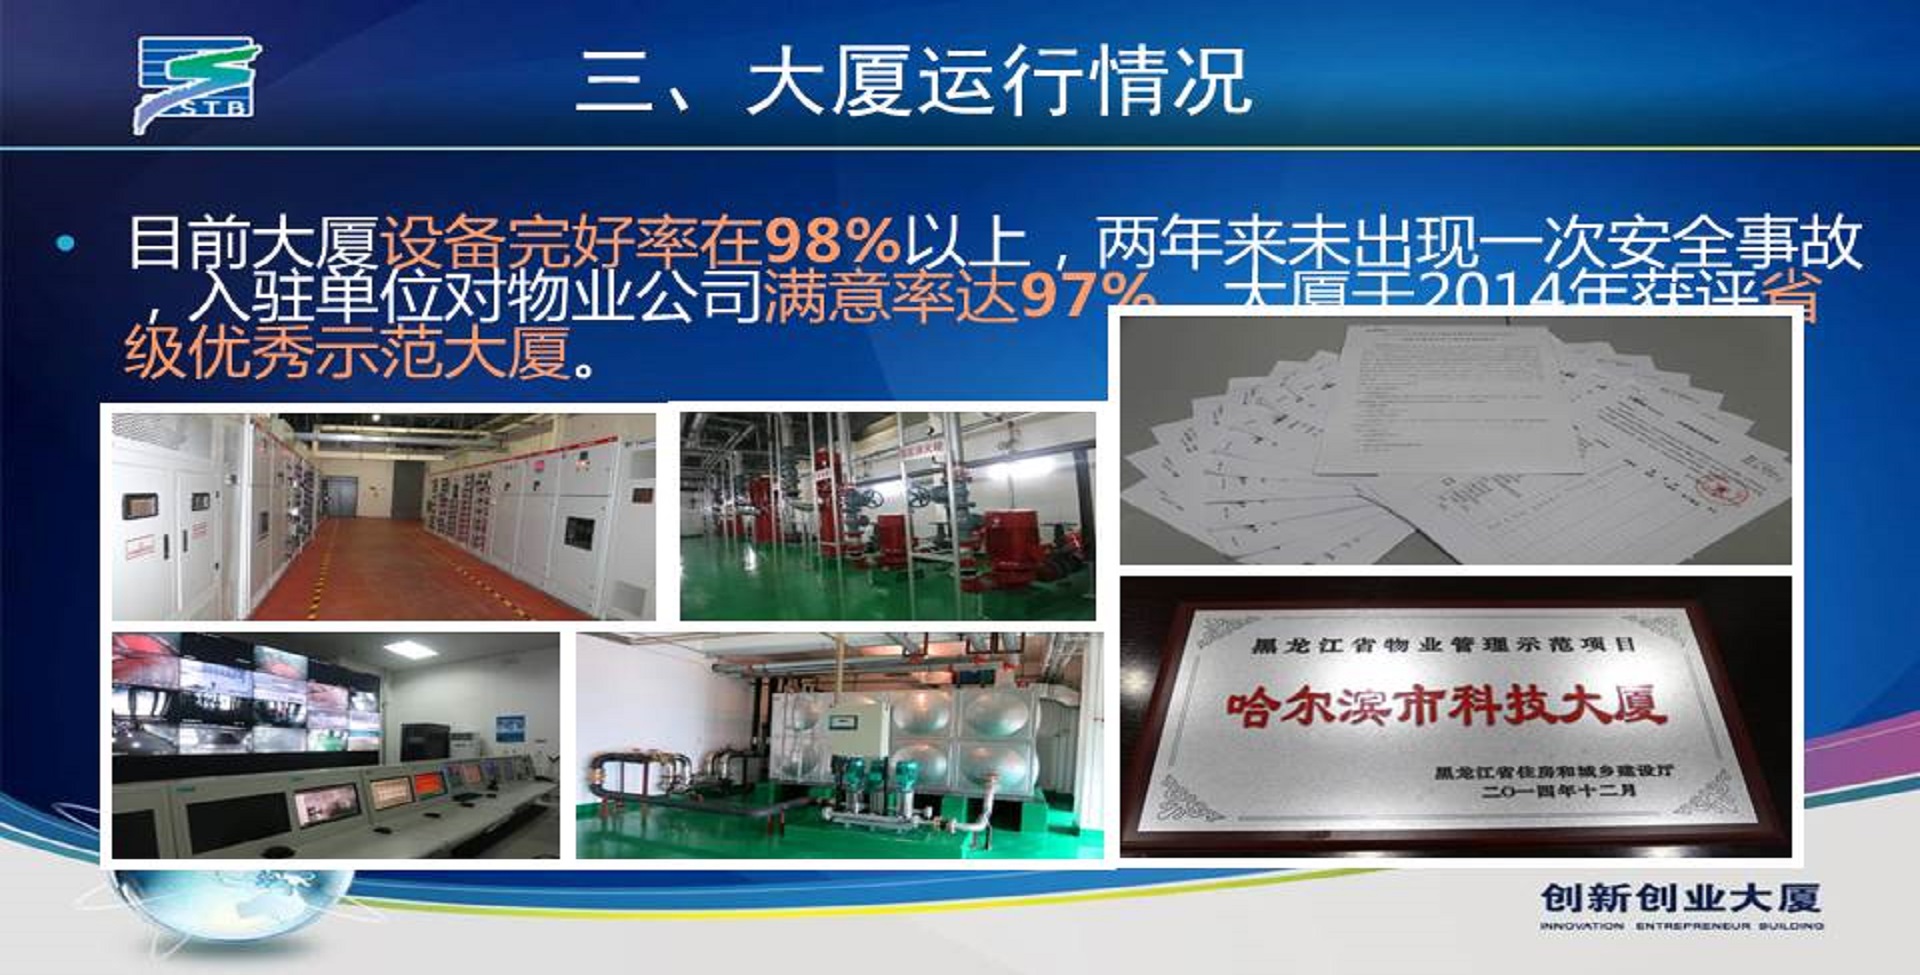 STB
三、大厦运行情况
• 目前大厦设备完好率在98%以上，两年来未出现一次安全事故
，入驻单位对物业公司满意率达97% 大厦于2014年获评省
级优秀示范大厦。
黑龙江省物业管理示范项目
哈尔滨市科技大厦
黑龙江省住房和城乡建设厅
二〇一四年十二月
创新创业大厦
INNOVATION ENTREPRENEUR BUILDING